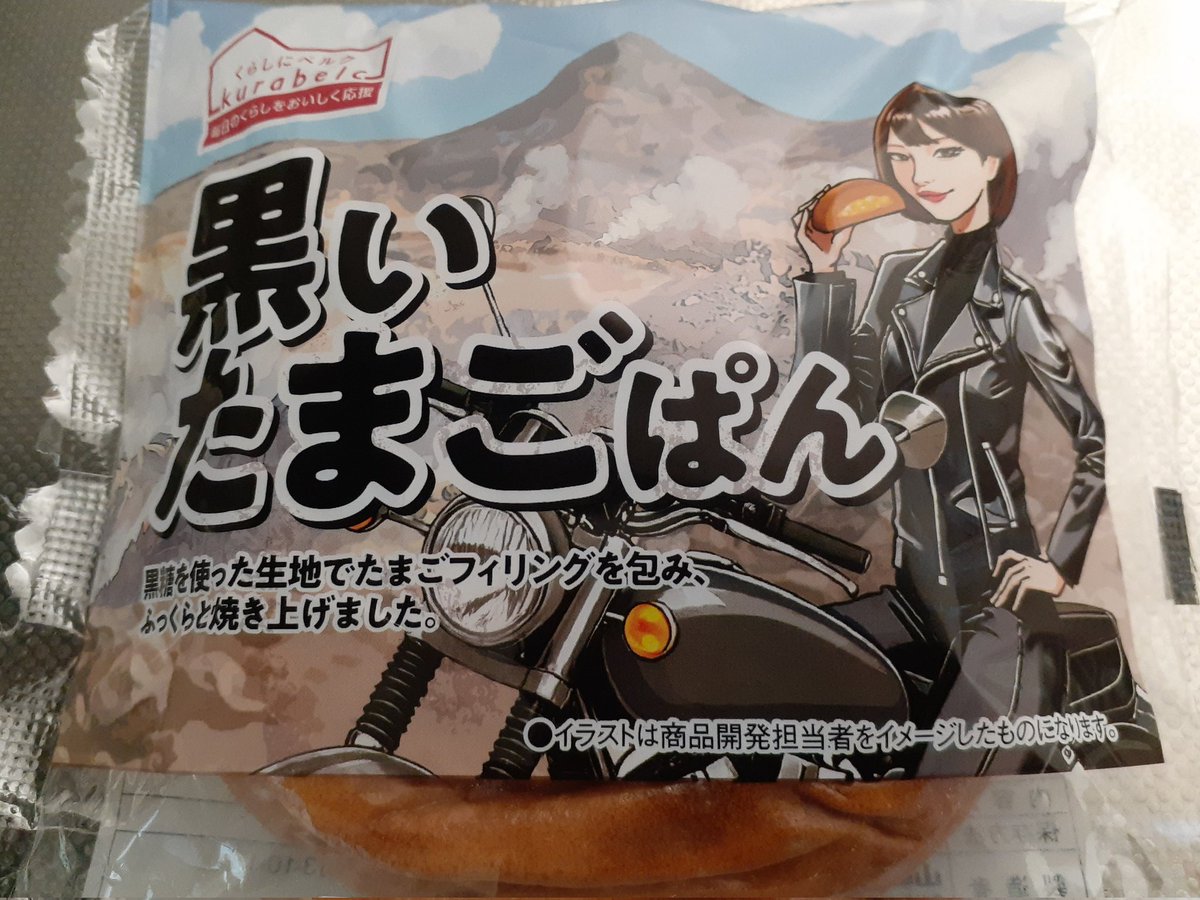 くらしにベルク
kurabelc
毎日のくらしをおいしく応援
黒い
たまごぱん
黒糖を使った生地でたまごフィリングを包み、
ふっくらと焼き上げました。
●イラストは商品開発担当者をイメージしたものになります。